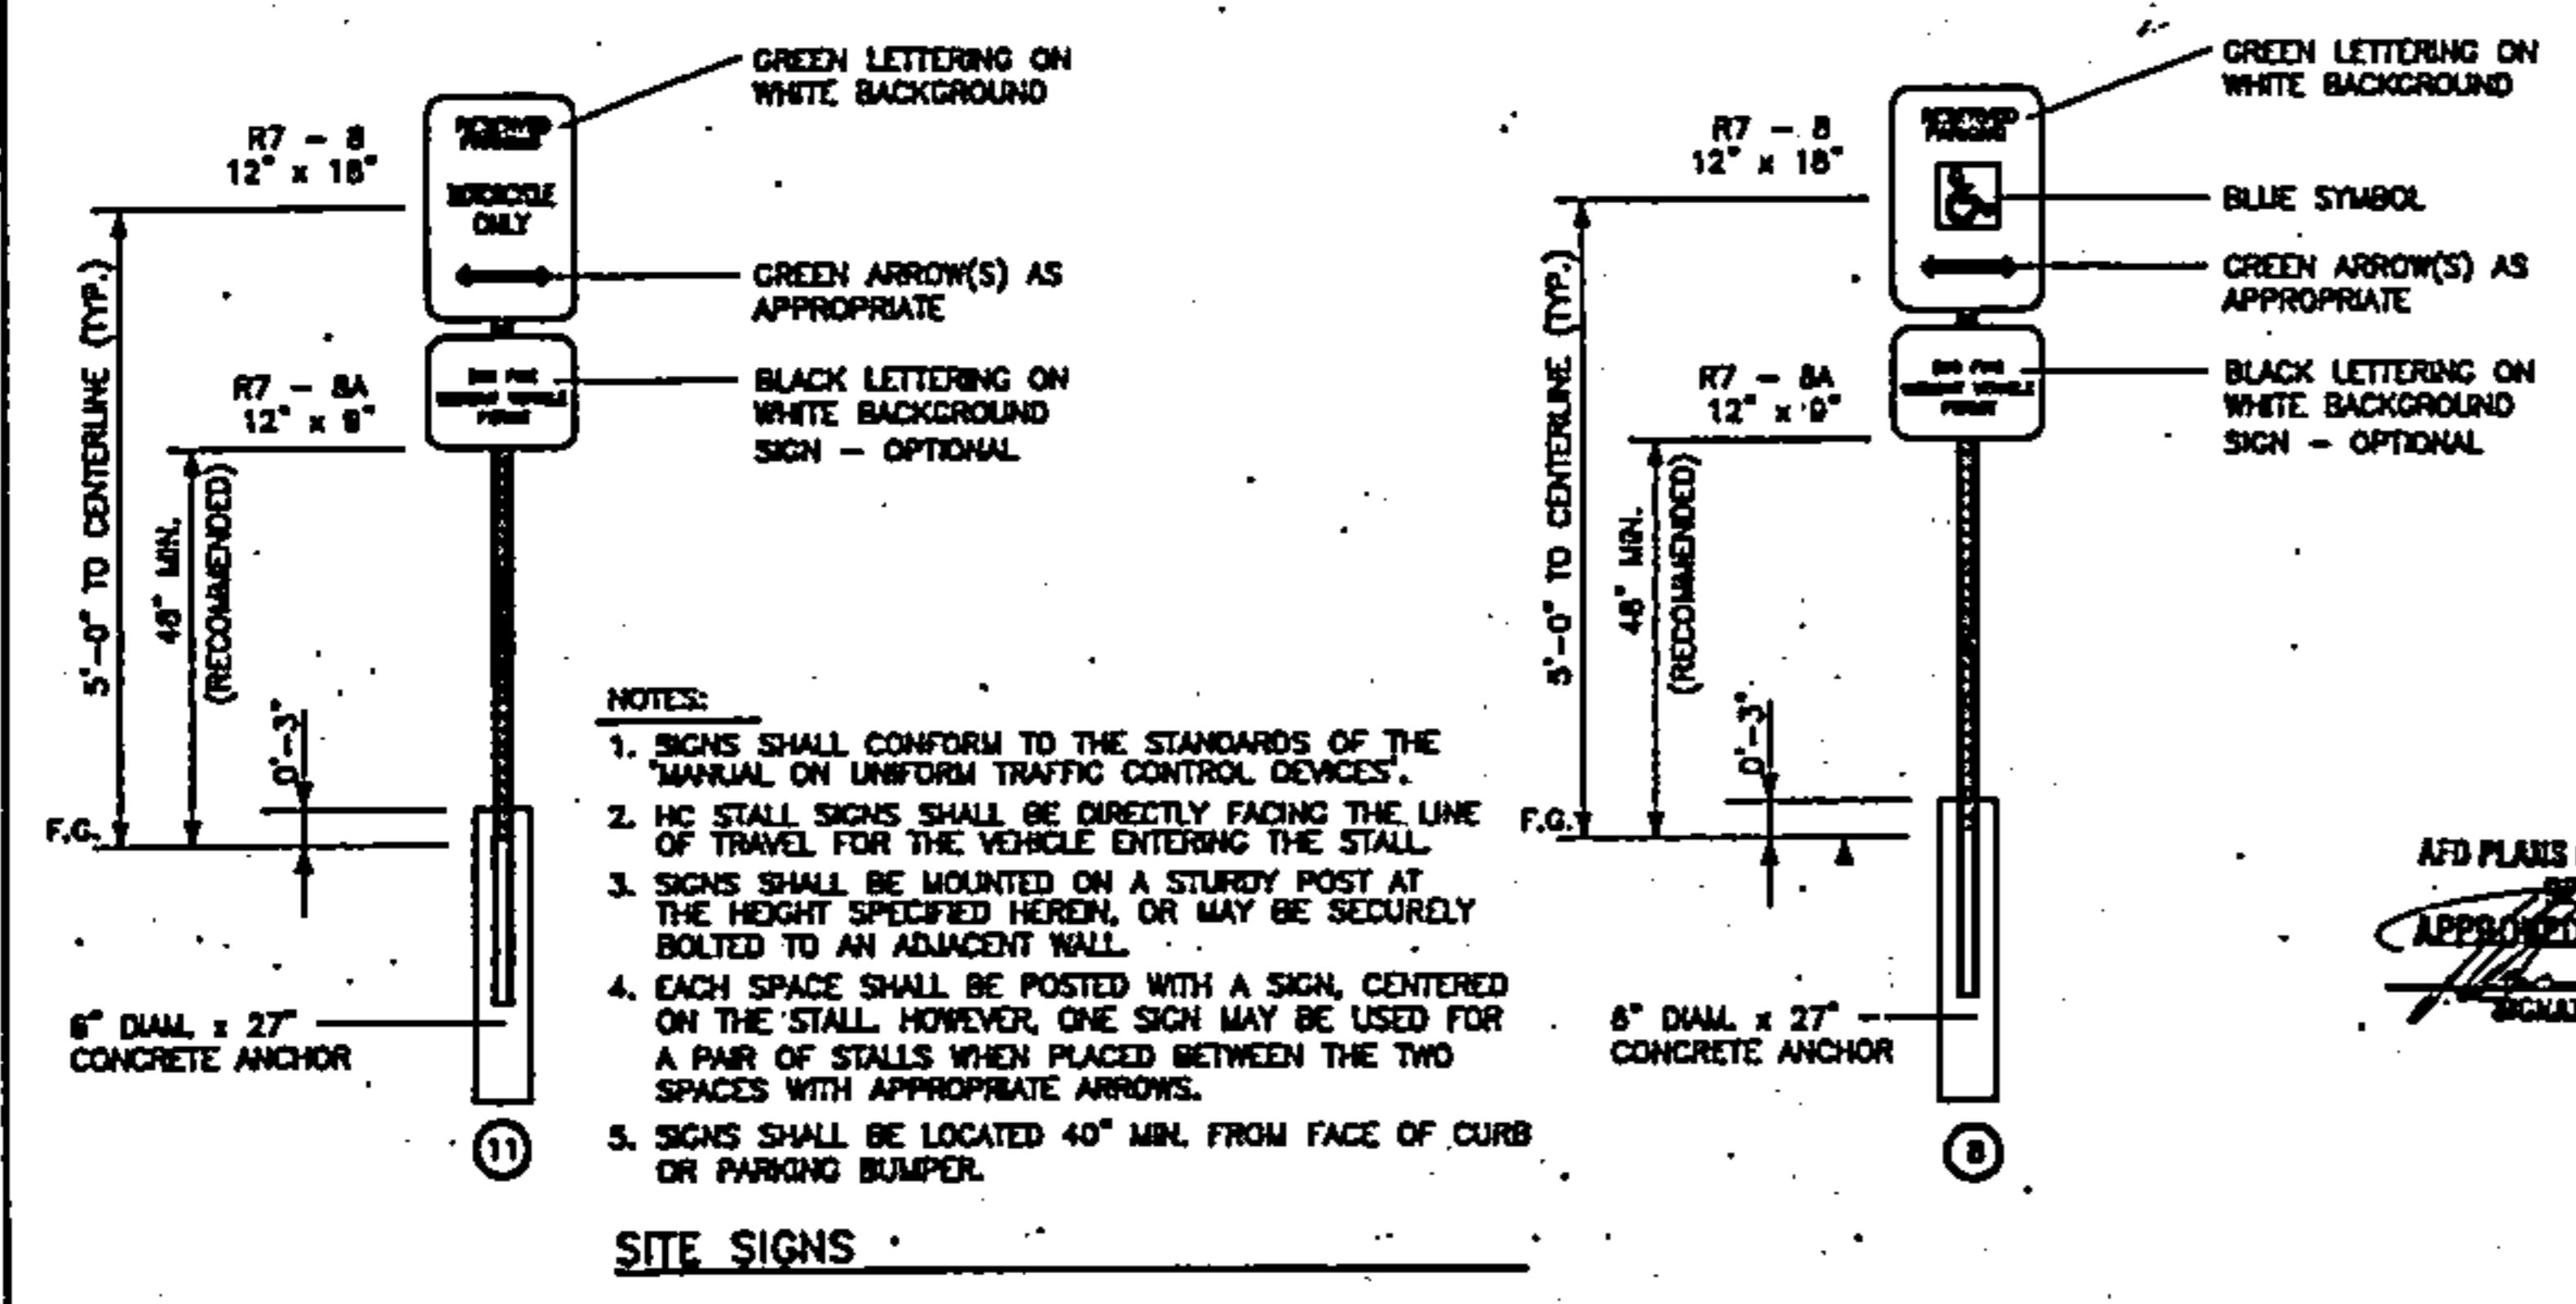 GREEN LETTERING ON
WHITE BACKGROUND
R7 - 8
12" x 18"
RESERVED
PARKING
MOTORCYCLE
ONLY
GREEN ARROW(S) AS
APPROPRIATE
R7 - 8A
12" x 9"
BLACK LETTERING ON
WHITE BACKGROUND
SIGN - OPTIONAL
5'-0" TO CENTERLINE (TYP.)
48" MIN.
(RECOMMENDED)
0'-3"
F.G.
6" DIAM. x 27"
CONCRETE ANCHOR
11
NOTES:
1. SIGNS SHALL CONFORM TO THE STANDARDS OF THE
"MANUAL ON UNIFORM TRAFFIC CONTROL DEVICES".
2. HC STALL SIGNS SHALL BE DIRECTLY FACING THE LINE
OF TRAVEL FOR THE VEHICLE ENTERING THE STALL.
3. SIGNS SHALL BE MOUNTED ON A STURDY POST AT
THE HEIGHT SPECIFIED HEREIN, OR MAY BE SECURELY
BOLTED TO AN ADJACENT WALL.
4. EACH SPACE SHALL BE POSTED WITH A SIGN, CENTERED
ON THE STALL. HOWEVER, ONE SIGN MAY BE USED FOR
A PAIR OF STALLS WHEN PLACED BETWEEN THE TWO
SPACES WITH APPROPRIATE ARROWS.
5. SIGNS SHALL BE LOCATED 40" MIN. FROM FACE OF CURB
OR PARKING BUMPER.
SITE SIGNS
GREEN LETTERING ON
WHITE BACKGROUND
R7 - 8
12" x 18"
RESERVED
PARKING
BLUE SYMBOL
GREEN ARROW(S) AS
APPROPRIATE
R7 - 8A
12" x 9"
BLACK LETTERING ON
WHITE BACKGROUND
SIGN - OPTIONAL
5'-0" TO CENTERLINE (TYP.)
48" MIN.
(RECOMMENDED)
0'-3"
F.G.
6" DIAM. x 27"
CONCRETE ANCHOR
8
AFD PLANS